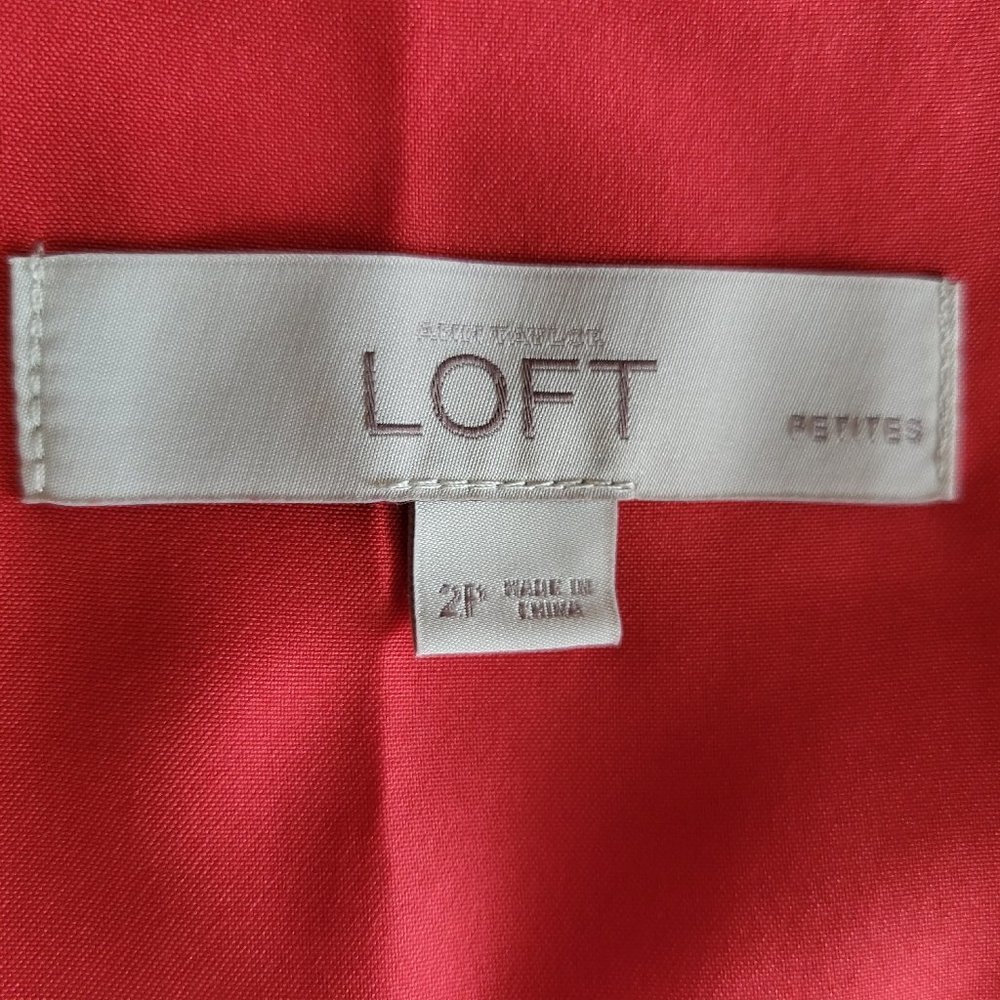 ANN TAYLOR
LOFT
PETITES
2P MADE IN
CHINA